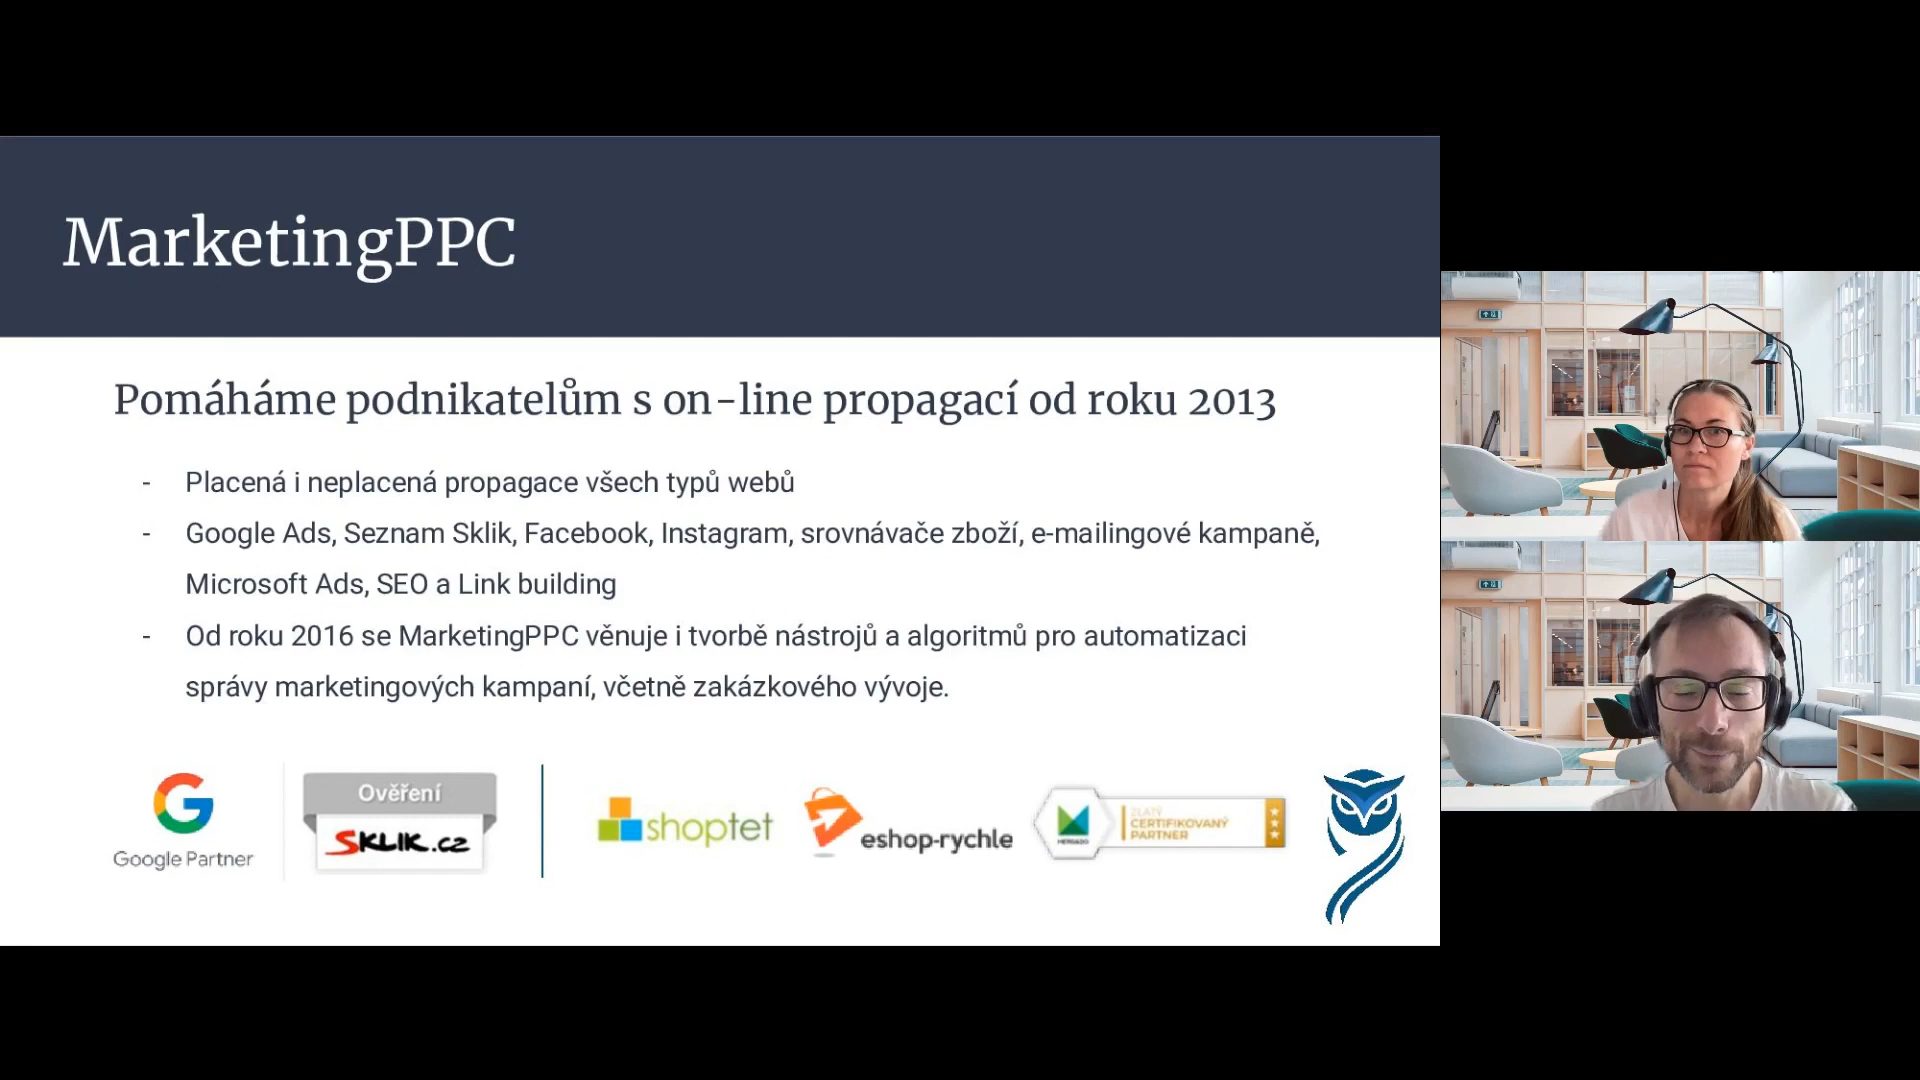 MarketingPPC
Pomáháme podnikatelům s on-line propagací od roku 2013
- Placená i neplacená propagace všech typů webů
- Google Ads, Seznam Sklik, Facebook, Instagram, srovnávače zboží, e-mailingové kampaně,
Microsoft Ads, SEO a Link building
- Od roku 2016 se MarketingPPC věnuje i tvorbě nástrojů a algoritmů pro automatizaci
správy marketingových kampaní, včetně zakázkového vývoje.
Google Partner
Ověření
SKLIK.cz
shoptet
eshop-rychle
MERGADO
ZLATÝ
CERTIFIKOVANÝ
PARTNER